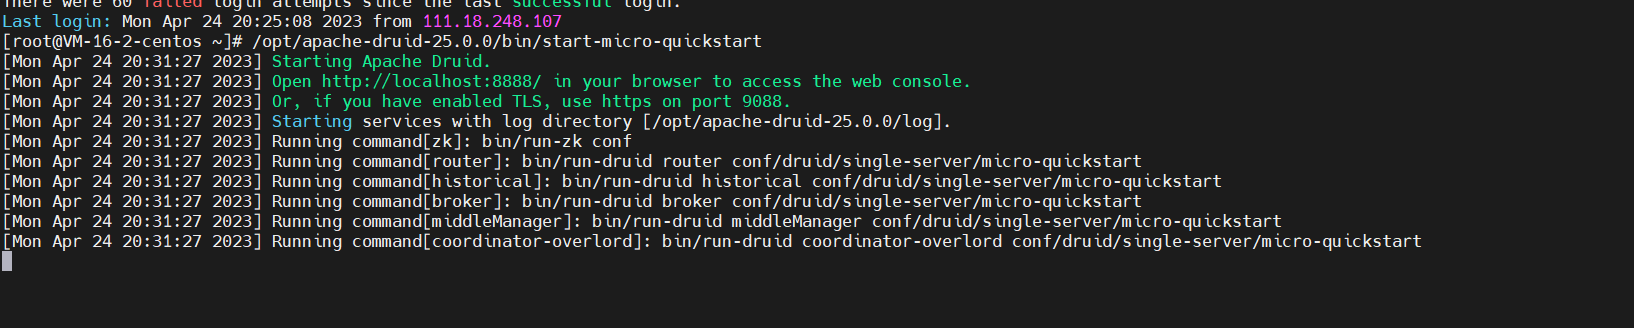 There were 60 failed login attempts since the last successful login.
Last login: Mon Apr 24 20:25:08 2023 from 111.18.248.107
[root@VM-16-2-centos ~]# /opt/apache-druid-25.0.0/bin/start-micro-quickstart
[Mon Apr 24 20:31:27 2023] Starting Apache Druid.
[Mon Apr 24 20:31:27 2023] Open http://localhost:8888/ in your browser to access the web console.
[Mon Apr 24 20:31:27 2023] Or, if you have enabled TLS, use https on port 9088.
[Mon Apr 24 20:31:27 2023] Starting services with log directory [/opt/apache-druid-25.0.0/log].
[Mon Apr 24 20:31:27 2023] Running command[zk]: bin/run-zk conf
[Mon Apr 24 20:31:27 2023] Running command[router]: bin/run-druid router conf/druid/single-server/micro-quickstart
[Mon Apr 24 20:31:27 2023] Running command[historical]: bin/run-druid historical conf/druid/single-server/micro-quickstart
[Mon Apr 24 20:31:27 2023] Running command[broker]: bin/run-druid broker conf/druid/single-server/micro-quickstart
[Mon Apr 24 20:31:27 2023] Running command[middleManager]: bin/run-druid middleManager conf/druid/single-server/micro-quickstart
[Mon Apr 24 20:31:27 2023] Running command[coordinator-overlord]: bin/run-druid coordinator-overlord conf/druid/single-server/micro-quickstart